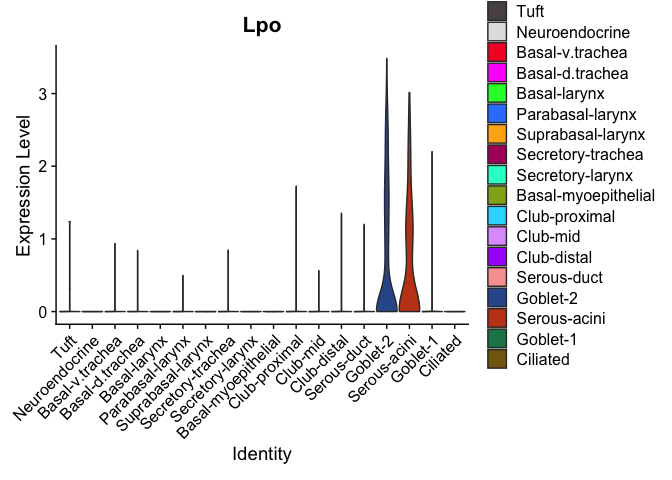 Lpo
Expression Level
3
2
1
0
Tuft
Neuroendocrine
Basal-v.trachea
Basal-d.trachea
Basal-larynx
Parabasal-larynx
Suprabasal-larynx
Secretory-trachea
Secretory-larynx
Basal-myoepithelial
Club-proximal
Club-mid
Club-distal
Serous-duct
Goblet-2
Serous-acini
Goblet-1
Ciliated
Identity
Tuft
Neuroendocrine
Basal-v.trachea
Basal-d.trachea
Basal-larynx
Parabasal-larynx
Suprabasal-larynx
Secretory-trachea
Secretory-larynx
Basal-myoepithelial
Club-proximal
Club-mid
Club-distal
Serous-duct
Goblet-2
Serous-acini
Goblet-1
Ciliated